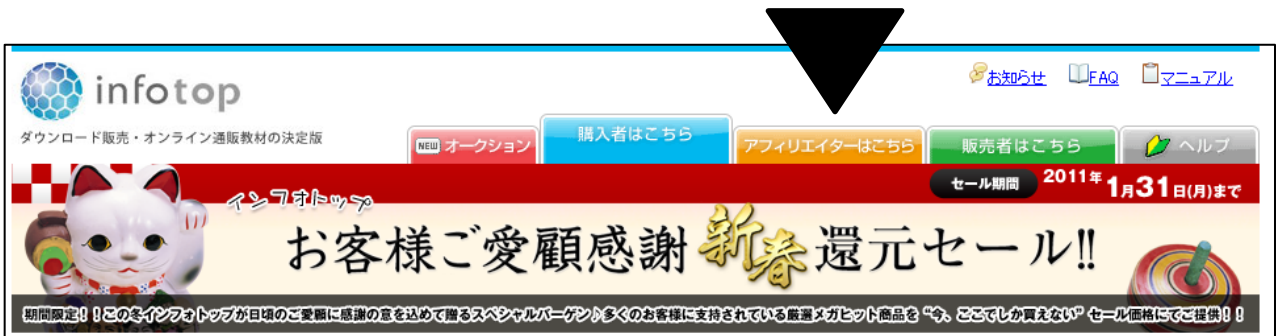 infotop
お知らせ FAQ マニュアル
ダウンロード販売・オンライン通販教材の決定版
NEW オークション 購入者はこちら アフィリエイターはこちら 販売者はこちら ヘルプ
セール期間 2011年1月31日(月)まで
インフォトップ
お客様ご愛顧感謝新春還元セール!!
期間限定！！この冬インフォトップが日頃のご愛顧に感謝の意を込めて贈るスペシャルバーゲン♪多くのお客様に支持されている厳選メガヒット商品を“今、ここでしか買えない”セール価格にてご提供！！